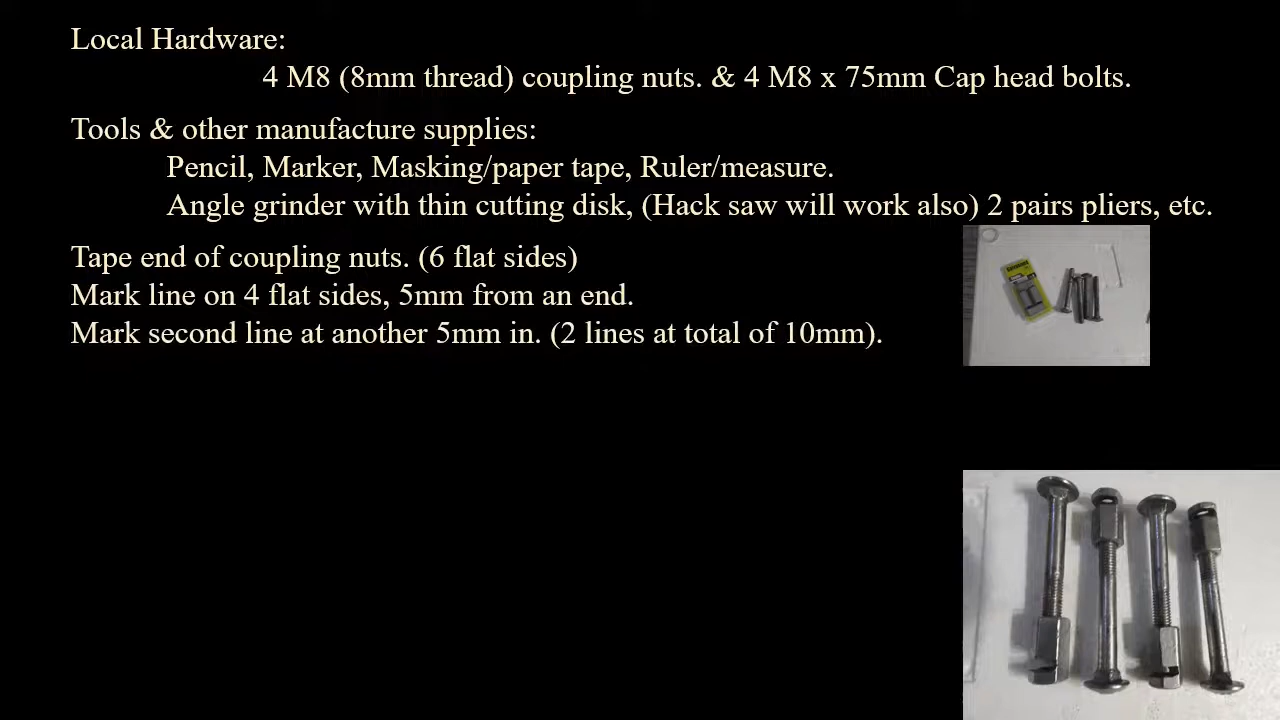 Local Hardware:
4 M8 (8mm thread) coupling nuts. & 4 M8 x 75mm Cap head bolts.
Tools & other manufacture supplies:
Pencil, Marker, Masking/paper tape, Ruler/measure.
Angle grinder with thin cutting disk, (Hack saw will work also) 2 pairs pliers, etc.
Tape end of coupling nuts. (6 flat sides)
Mark line on 4 flat sides, 5mm from an end.
Mark second line at another 5mm in. (2 lines at total of 10mm).